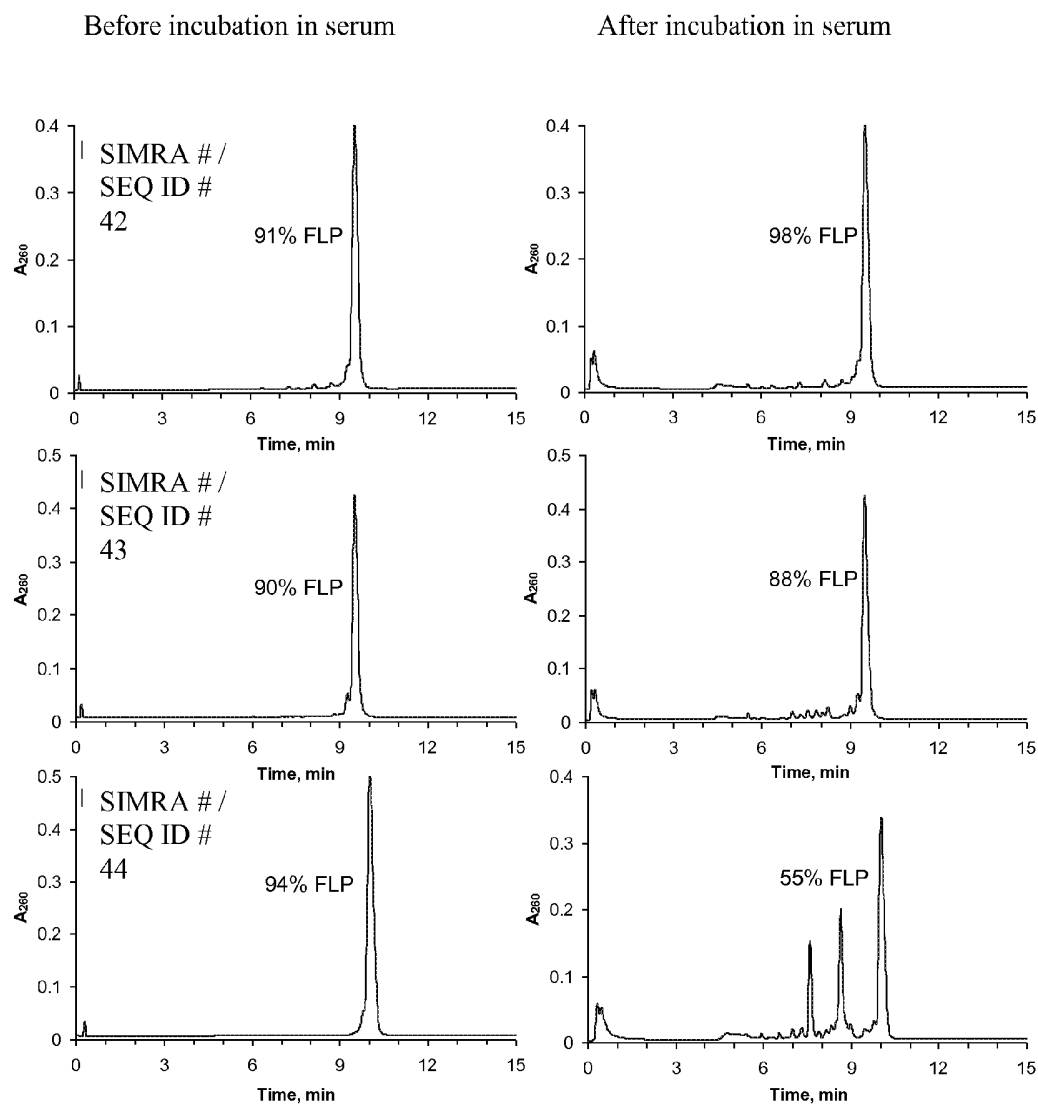 Before incubation in serum
After incubation in serum
0.4
0.3
0.2
0.1
0
A260
SIMRA # /
SEQ ID #
42
91% FLP
0 3 6 9 12 15
Time, min
0.4
0.3
0.2
0.1
0
A260
98% FLP
0 3 6 9 12 15
Time, min
0.5
0.4
0.3
0.2
0.1
0
A260
SIMRA # /
SEQ ID #
43
90% FLP
0 3 6 9 12 15
Time, min
0.5
0.4
0.3
0.2
0.1
0
A260
88% FLP
0 3 6 9 12 15
Time, min
0.5
0.4
0.3
0.2
0.1
0
A260
SIMRA # /
SEQ ID #
44
94% FLP
0 3 6 9 12 15
Time, min
0.4
0.3
0.2
0.1
0
A260
55% FLP
0 3 6 9 12 15
Time, min